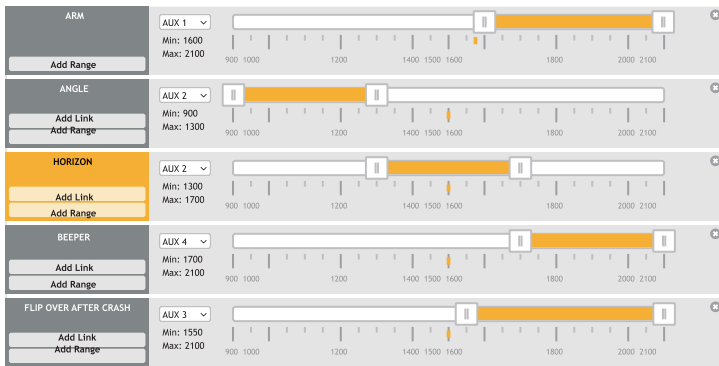 ARM
AUX 1
Min: 1600
Max: 2100
Add Range
900 1000 1200 1400 1500 1600 1800 2000 2100
ANGLE
AUX 2
Add Link
Min: 900
Add Range
Max: 1300
900 1000 1200 1400 1500 1600 1800 2000 2100
HORIZON
AUX 2
Min: 1300
Add Link
Max: 1700
Add Range
900 1000 1200 1400 1500 1600 1800 2000 2100
BEEPER
AUX 4
Min: 1700
Add Link
Max: 2100
Add Range
900 1000 1200 1400 1500 1600 1800 2000 2100
FLIP OVER AFTER CRASH
AUX 3
Min: 1550
Add Link
Max: 2100
Add Range
900 1000 1200 1400 1500 1600 1800 2000 2100